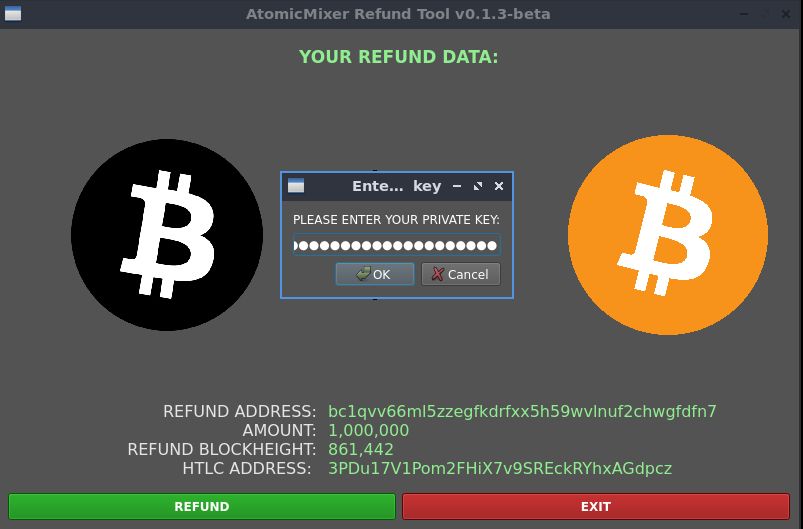 AtomicMixer Refund Tool v0.1.3-beta
YOUR REFUND DATA:
Ente... key
PLEASE ENTER YOUR PRIVATE KEY:
OK
Cancel
REFUND ADDRESS: bc1qvv66ml5zzegfkdrfxx5h59wvlnuf2chwgfdfn7
AMOUNT: 1,000,000
REFUND BLOCKHEIGHT: 861,442
HTLC ADDRESS: 3PDu17V1Pom2FHiX7v9SREckRYhxAGdpcz
REFUND
EXIT